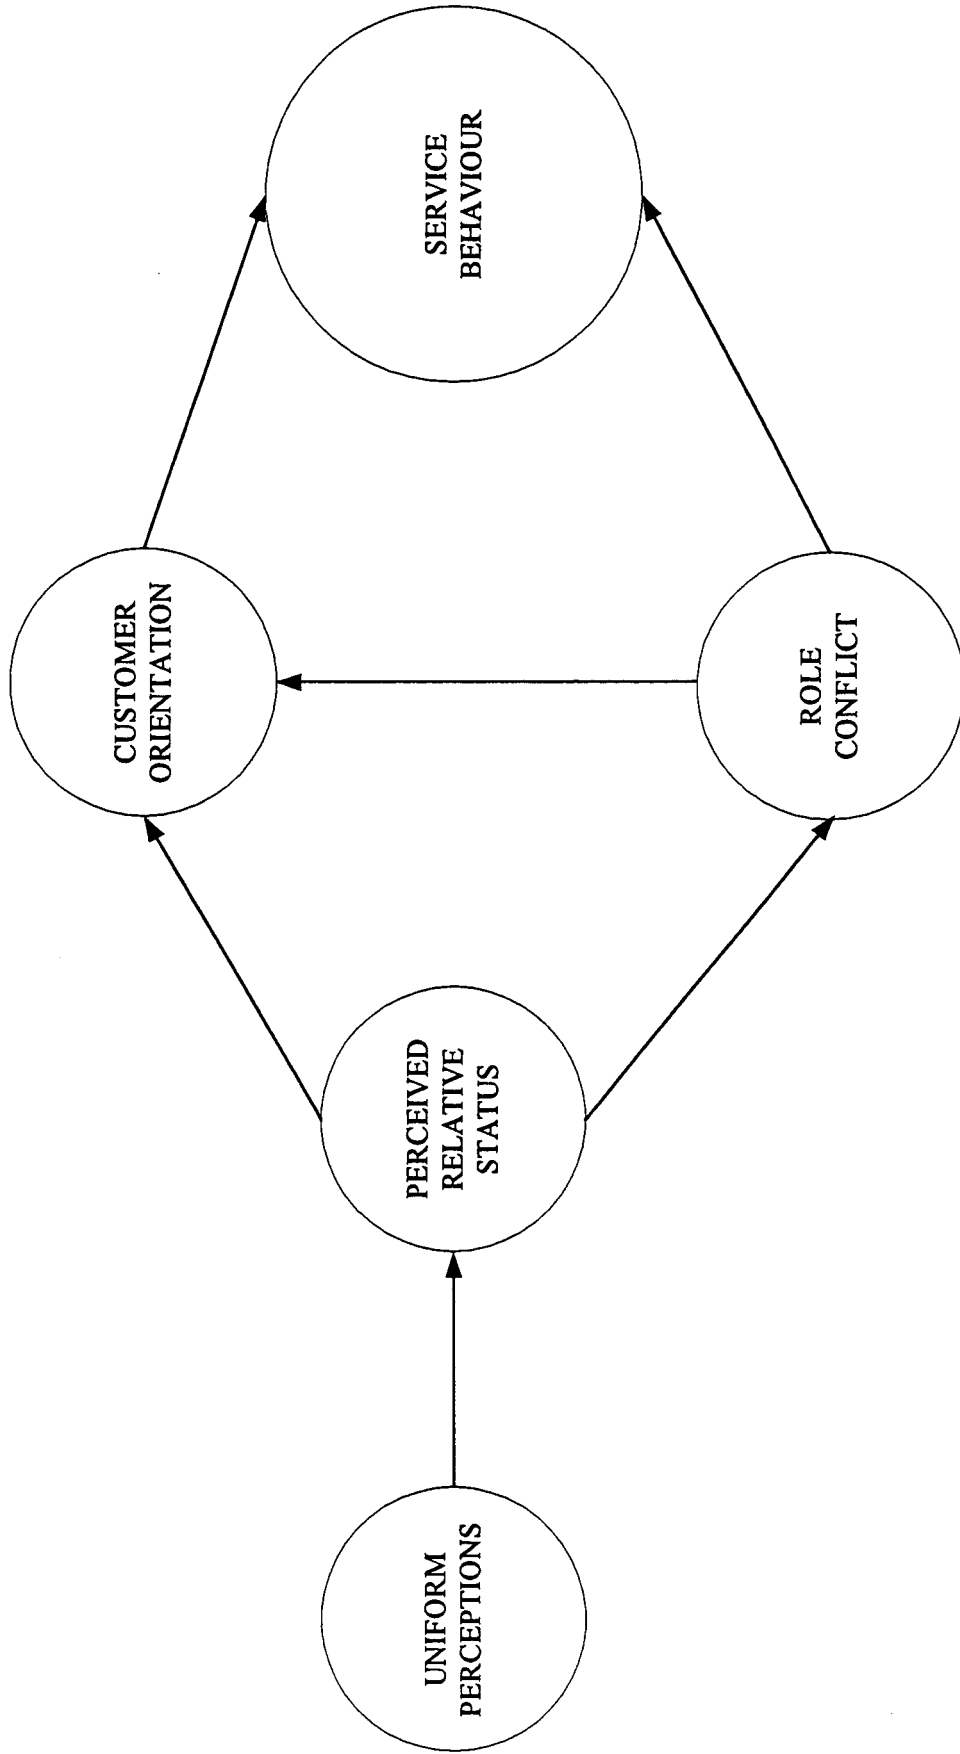 UNIFORM
PERCEPTIONS
PERCEIVED
RELATIVE
STATUS
CUSTOMER
ORIENTATION
ROLE
CONFLICT
SERVICE
BEHAVIOUR